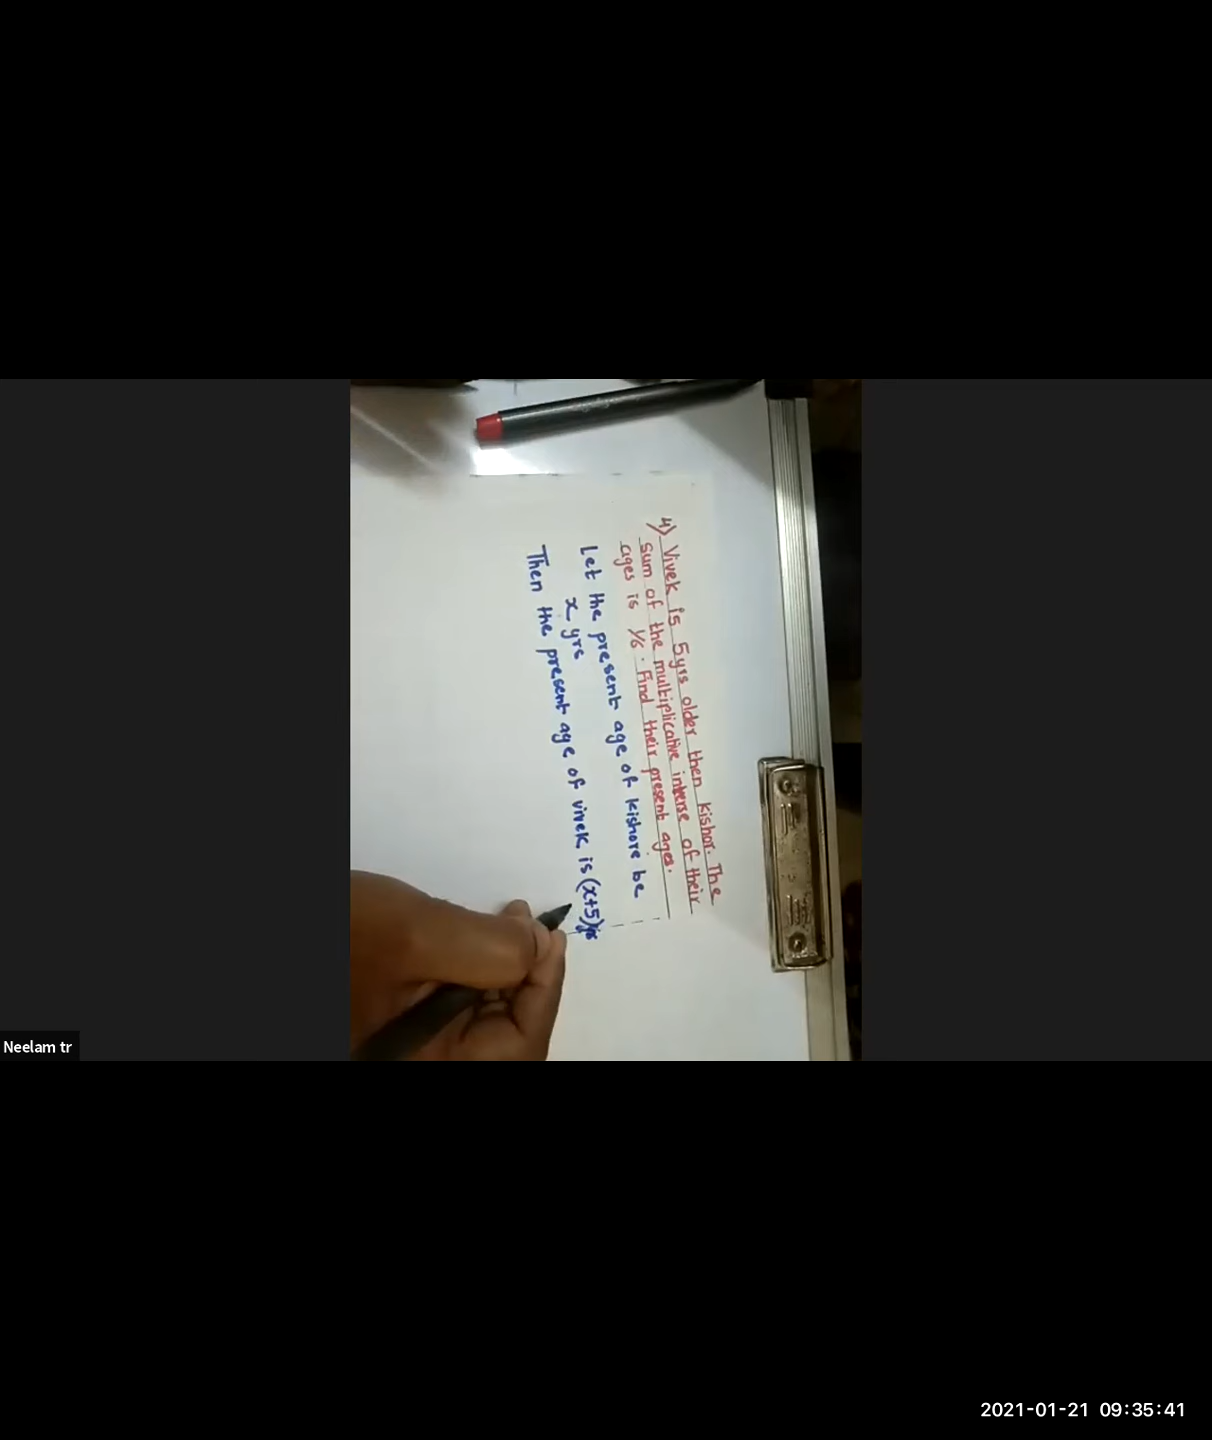 4) Vivek is 5yrs older then kishor. The
sum of the multiplicative interse of their
ages is 1/6. Find their present ages.
Let the present age of kishore be
x yrs
Then the present age of vivek is (x+5)yrs
Neelam tr
2021-01-21 09:35:41